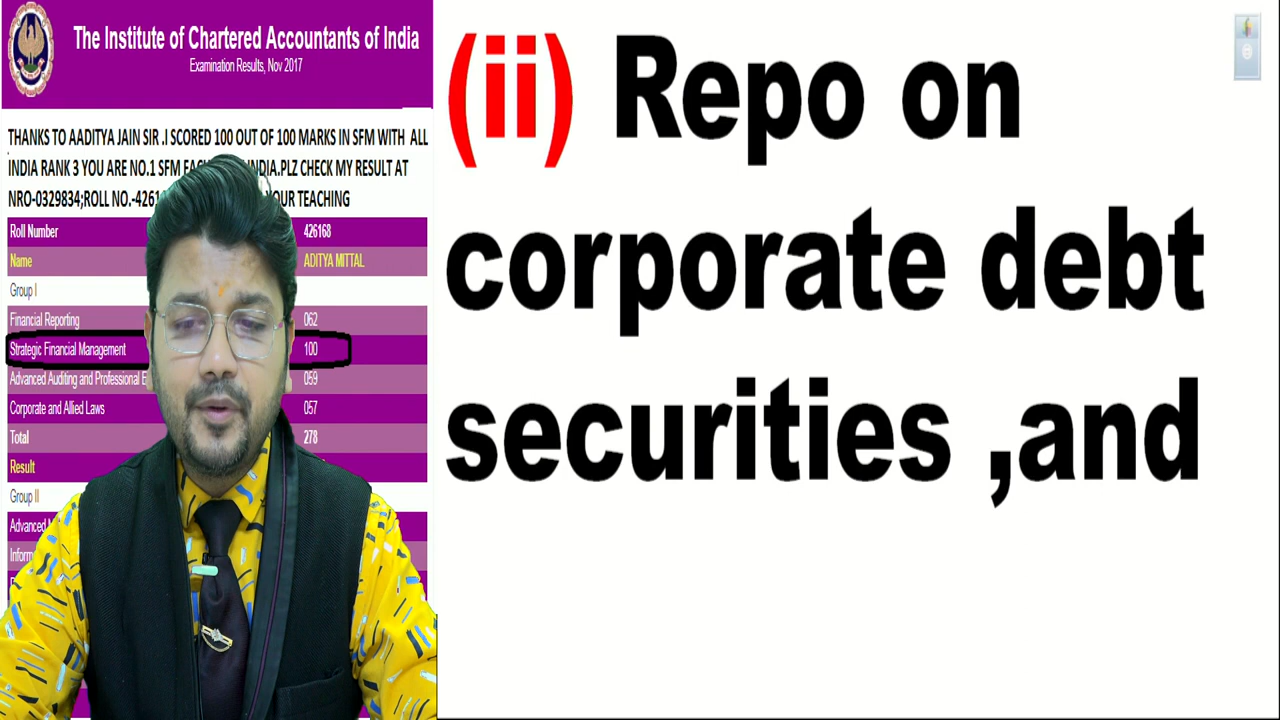 The Institute of Chartered Accountants of India
Examination Results, Nov 2017
THANKS TO AADITYA JAIN SIR .I SCORED 100 OUT OF 100 MARKS IN SFM WITH ALL
INDIA RANK 3 YOU ARE NO.1 SFM PLZ CHECK MY RESULT AT
NRO-0329834;ROLL NO.- TEACHING
Roll Number 426168
Name ADITYA MITTAL
Group I
Financial Reporting 062
Strategic Financial Management 100
Advanced Auditing and Professional 059
Corporate and Allied Laws 057
Total 278
Result
Group II
(ii) Repo on
corporate debt
securities ,and